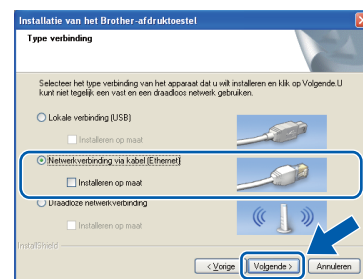 Installatie van het Brother-afdruktoestel
Type verbinding
Selecteer het type verbinding van het apparaat dat u wilt installeren en klik op Volgende.U
kunt niet tegelijk een vast en een draadloos netwerk gebruiken.
Lokale verbinding (USB)
Installeren op maat
Netwerkverbinding via kabel (Ethernet)
Installeren op maat
Draadloze netwerkverbinding
Installeren op maat
InstallShield
< Vorige
Volgende >
Annuleren